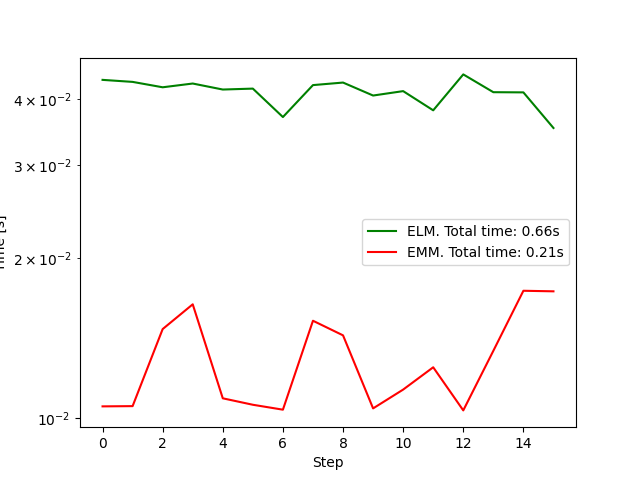 4 × 10⁻²
3 × 10⁻²
2 × 10⁻²
10⁻²
ELM. Total time: 0.66s
EMM. Total time: 0.21s
0 2 4 6 8 10 12 14
Step